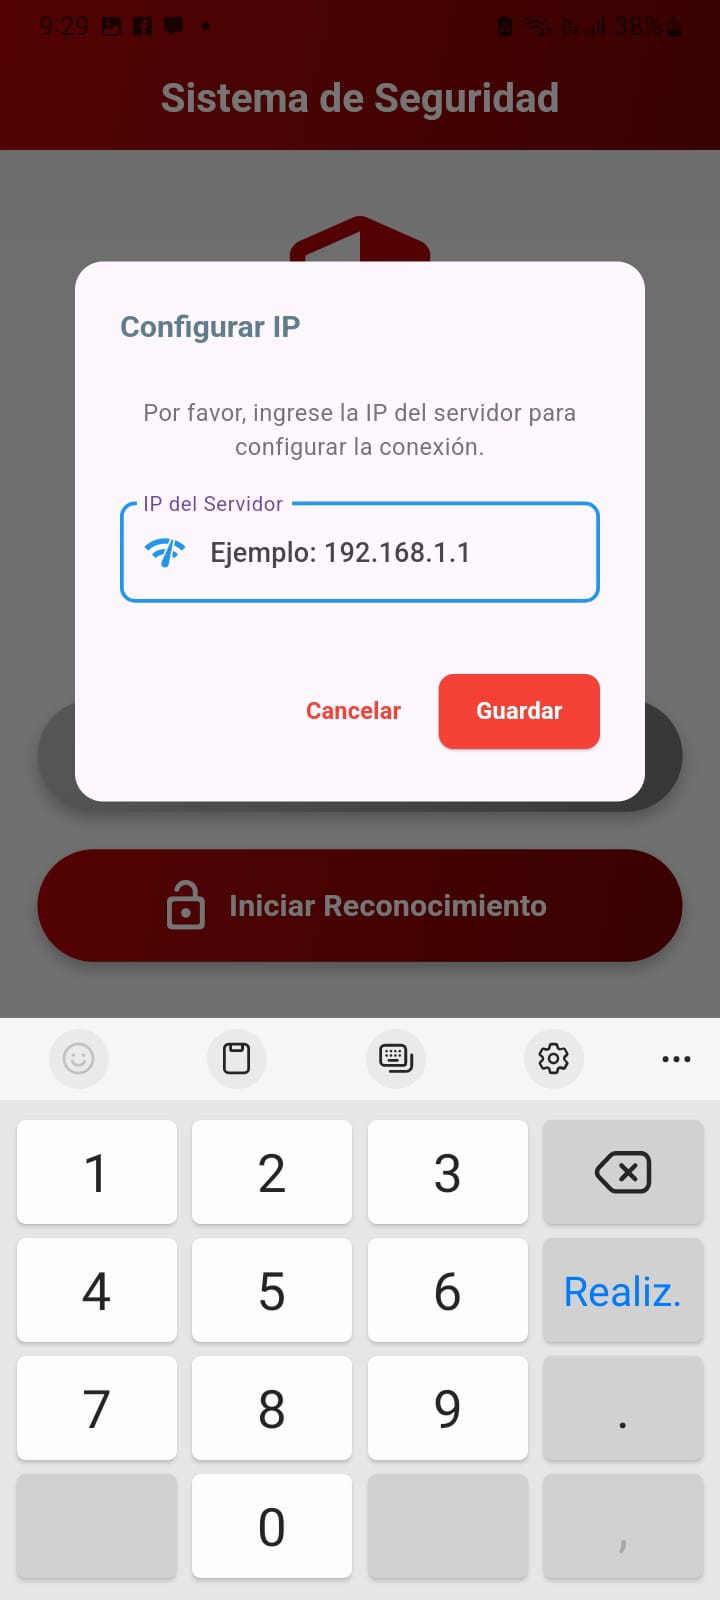 9:29
38%
Sistema de Seguridad
Configurar IP
Por favor, ingrese la IP del servidor para
configurar la conexión.
IP del Servidor
Ejemplo: 192.168.1.1
Cancelar
Guardar
Iniciar Reconocimiento
1 2 3
4 5 6 Realiz.
7 8 9 .
0 ,